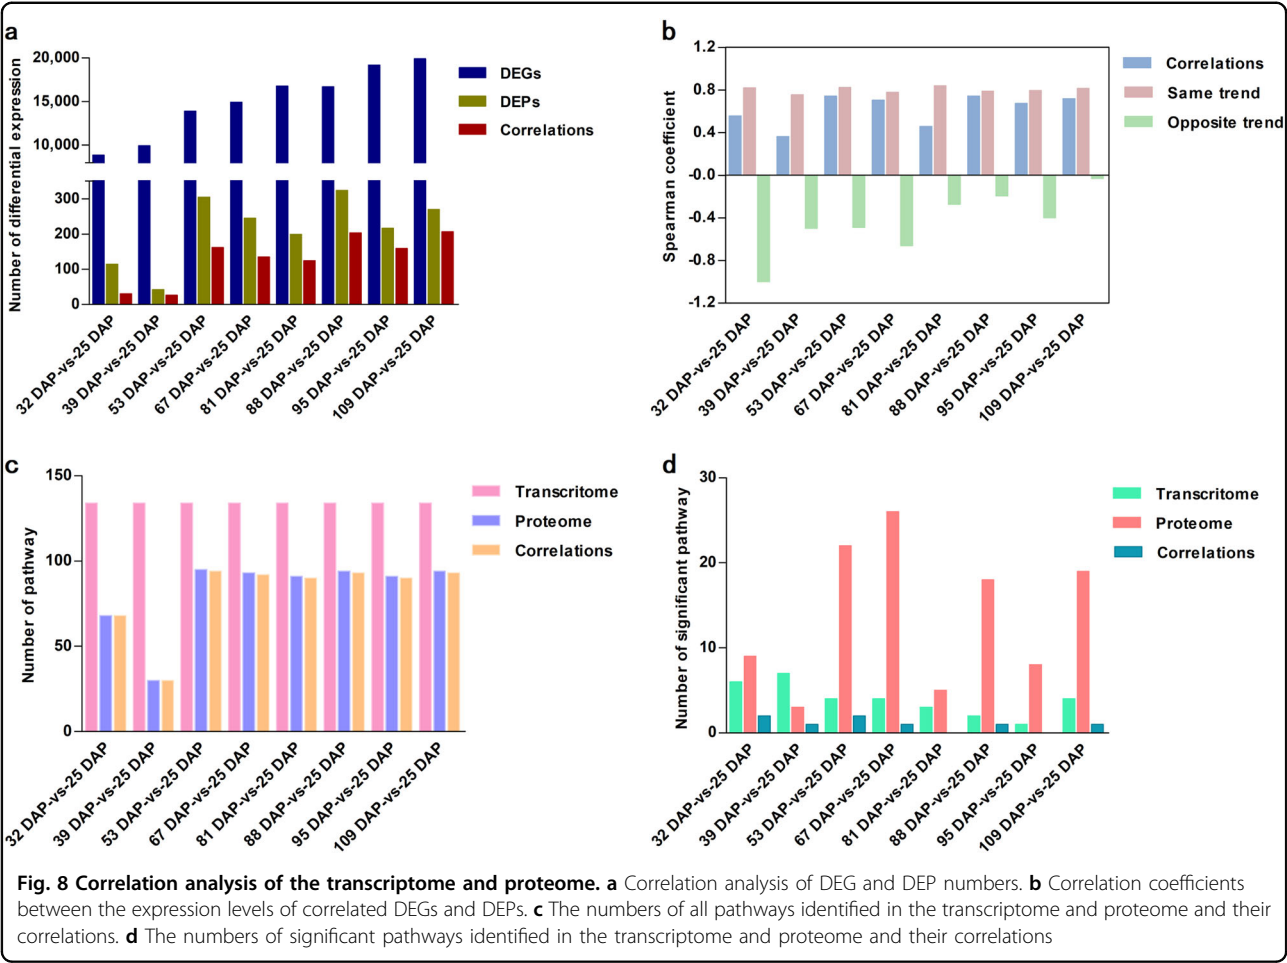 a
Number of differential expression
20,000
15,000
10,000
300
200
100
0
DEGs
DEPs
Correlations
32 DAP-vs-25 DAP
39 DAP-vs-25 DAP
53 DAP-vs-25 DAP
67 DAP-vs-25 DAP
81 DAP-vs-25 DAP
88 DAP-vs-25 DAP
95 DAP-vs-25 DAP
109 DAP-vs-25 DAP
b
Spearman coefficient
1.2
0.8
0.4
-0.0
-0.4
-0.8
-1.2
Correlations
Same trend
Opposite trend
32 DAP-vs-25 DAP
39 DAP-vs-25 DAP
53 DAP-vs-25 DAP
67 DAP-vs-25 DAP
81 DAP-vs-25 DAP
88 DAP-vs-25 DAP
95 DAP-vs-25 DAP
109 DAP-vs-25 DAP
c
Number of pathway
150
100
50
0
Transcritome
Proteome
Correlations
32 DAP-vs-25 DAP
39 DAP-vs-25 DAP
53 DAP-vs-25 DAP
67 DAP-vs-25 DAP
81 DAP-vs-25 DAP
88 DAP-vs-25 DAP
95 DAP-vs-25 DAP
109 DAP-vs-25 DAP
d
Number of significant pathway
30
20
10
0
Transcritome
Proteome
Correlations
32 DAP-vs-25 DAP
39 DAP-vs-25 DAP
53 DAP-vs-25 DAP
67 DAP-vs-25 DAP
81 DAP-vs-25 DAP
88 DAP-vs-25 DAP
95 DAP-vs-25 DAP
109 DAP-vs-25 DAP
Fig. 8 Correlation analysis of the transcriptome and proteome. a Correlation analysis of DEG and DEP numbers. b Correlation coefficients
between the expression levels of correlated DEGs and DEPs. c The numbers of all pathways identified in the transcriptome and proteome and their
correlations. d The numbers of significant pathways identified in the transcriptome and proteome and their correlations